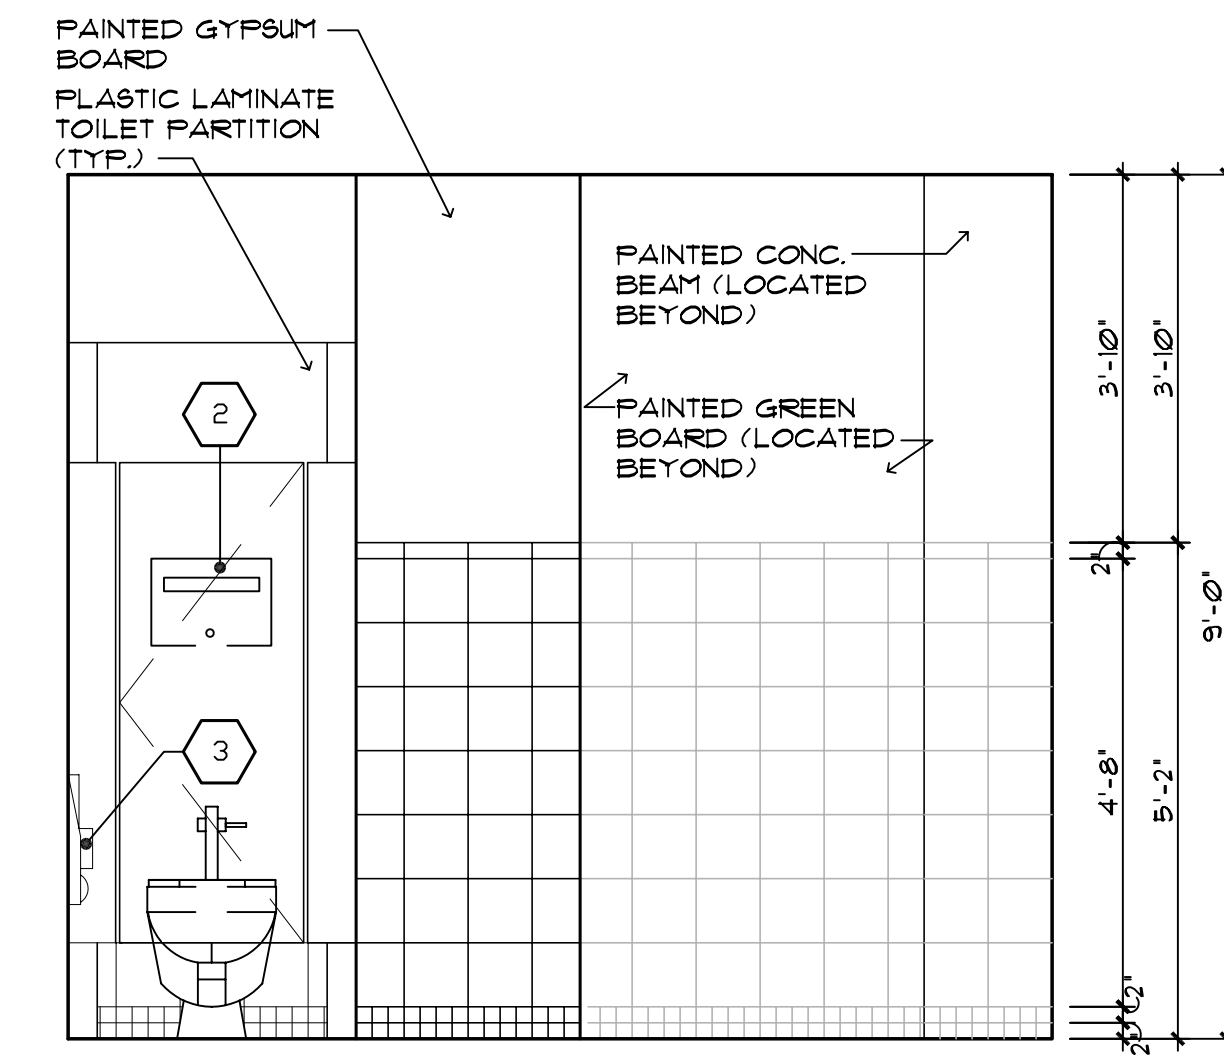 PAINTED GYPSUM
BOARD
PLASTIC LAMINATE
TOILET PARTITION
(TYP.)
PAINTED CONC.
BEAM (LOCATED
BEYOND)
PAINTED GREEN
BOARD (LOCATED
BEYOND)
2
3
3'-10"
3'-10"
2"
9'-0"
4'-8"
5'-2"
2"
2"